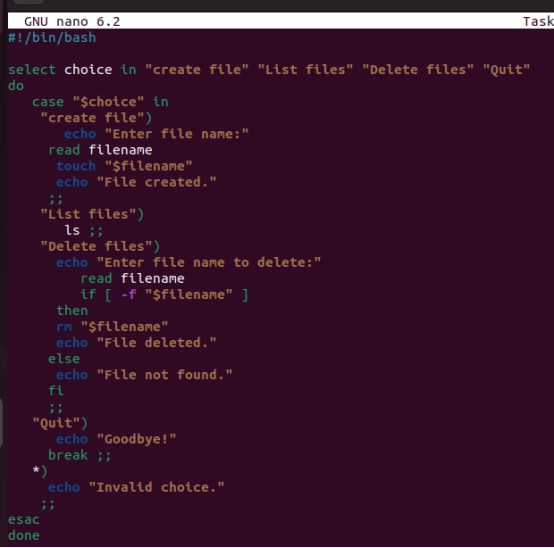 GNU nano 6.2 Task
#!/bin/bash
select choice in "create file" "List files" "Delete files" "Quit"
do
case "$choice" in
"create file")
echo "Enter file name:"
read filename
touch "$filename"
echo "File created."
;;
"List files")
ls ;;
"Delete files")
echo "Enter file name to delete:"
read filename
if [ -f "$filename" ]
then
rm "$filename"
echo "File deleted."
else
echo "File not found."
fi
;;
"Quit")
echo "Goodbye!"
break ;;
*)
echo "Invalid choice."
;;
esac
done